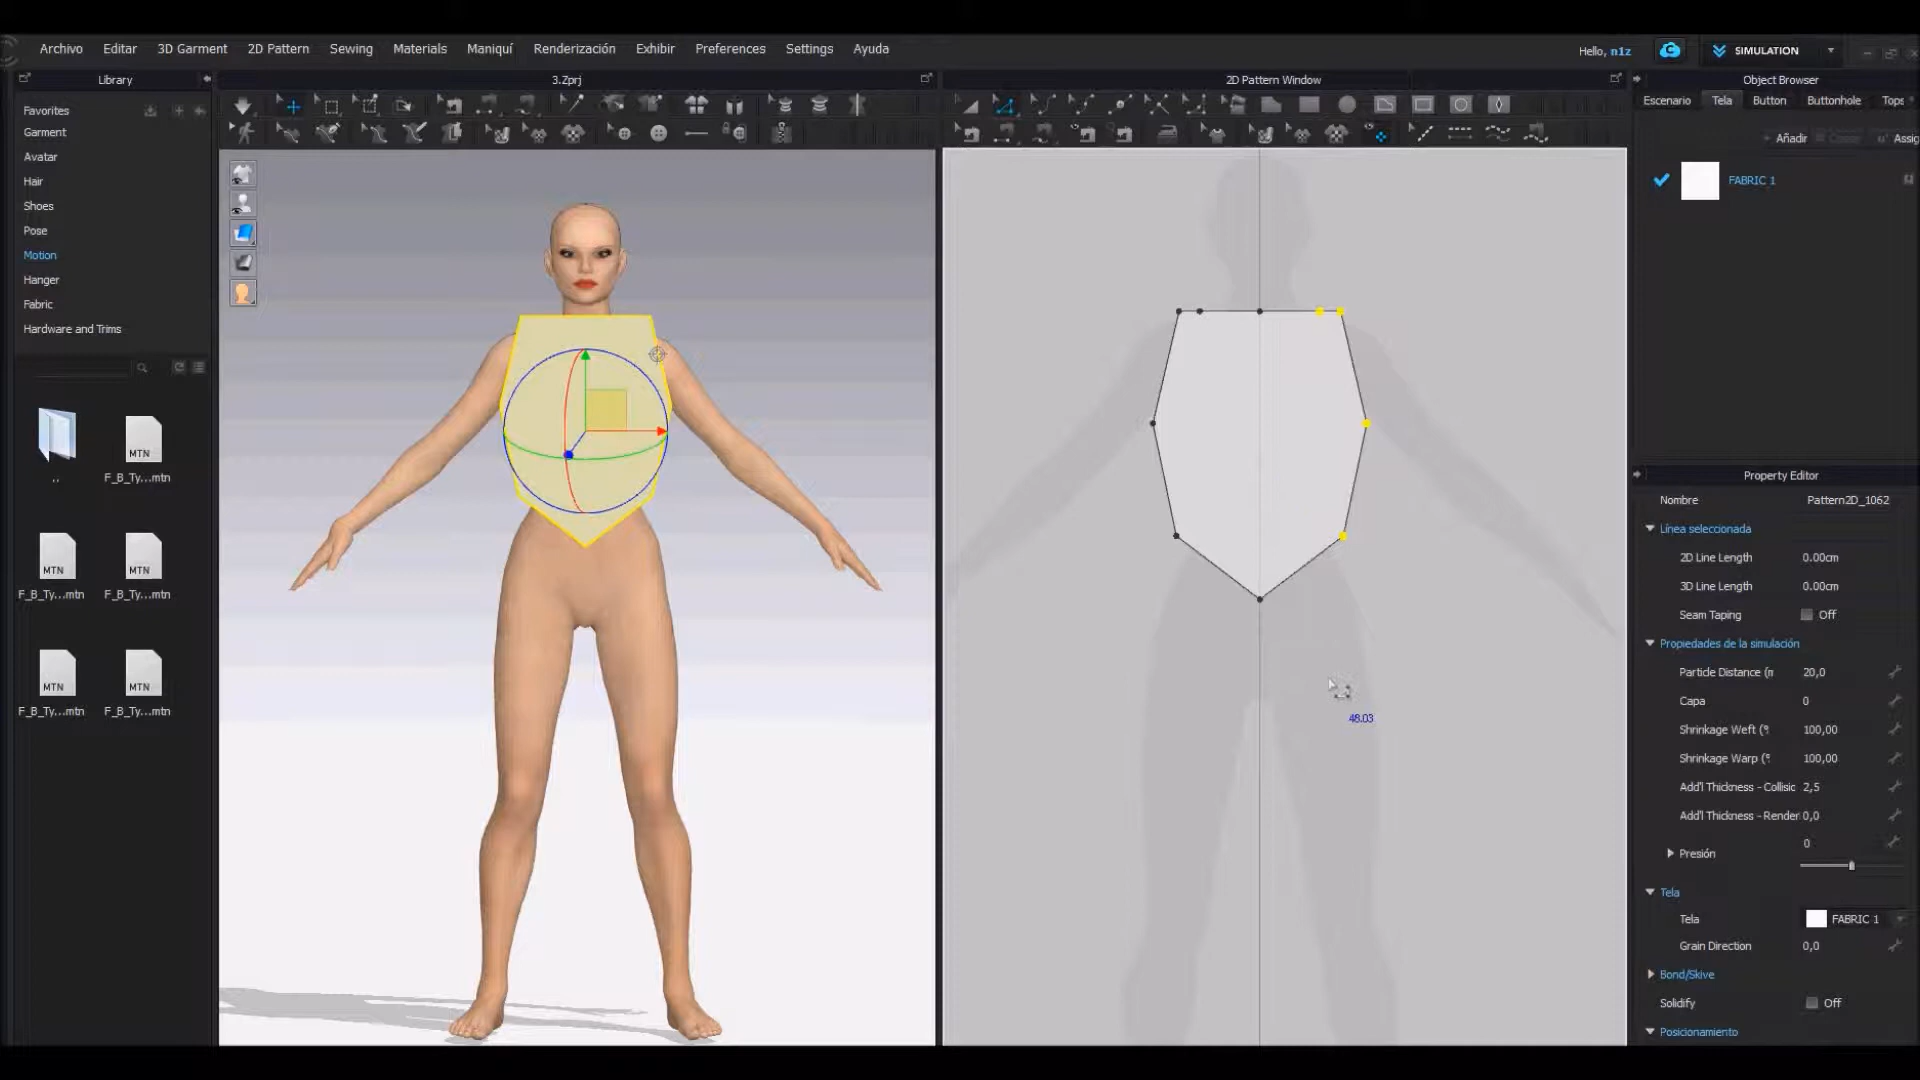 Archivo Editar 3D Garment 2D Pattern Sewing Materials Maniquí Renderización Exhibir Preferences Settings Ayuda
Hello, n1z
SIMULATION
Library
3.Zprj
2D Pattern Window
Object Browser
Favorites
Garment
Avatar
Hair
Shoes
Pose
Motion
Hanger
Fabric
Hardware and Trims
..
MTN
F_B_Ty...mtn
MTN
F_B_Ty...mtn
MTN
F_B_Ty...mtn
MTN
F_B_Ty...mtn
MTN
F_B_Ty...mtn
48.03
Escenario Tela Button Buttonhole Tops
Añadir
Assig
FABRIC 1
Property Editor
Nombre Pattern2D_1062
Línea seleccionada
2D Line Length 0.00cm
3D Line Length 0.00cm
Seam Taping Off
Propiedades de la simulación
Particle Distance (r 20,0
Capa 0
Shrinkage Weft (% 100,00
Shrinkage Warp (% 100,00
Add'l Thickness - Collisic 2,5
Add'l Thickness - Render 0,0
Presión 0
Tela
Tela FABRIC 1
Grain Direction 0,0
Bond/Skive
Solidify Off
Posicionamiento